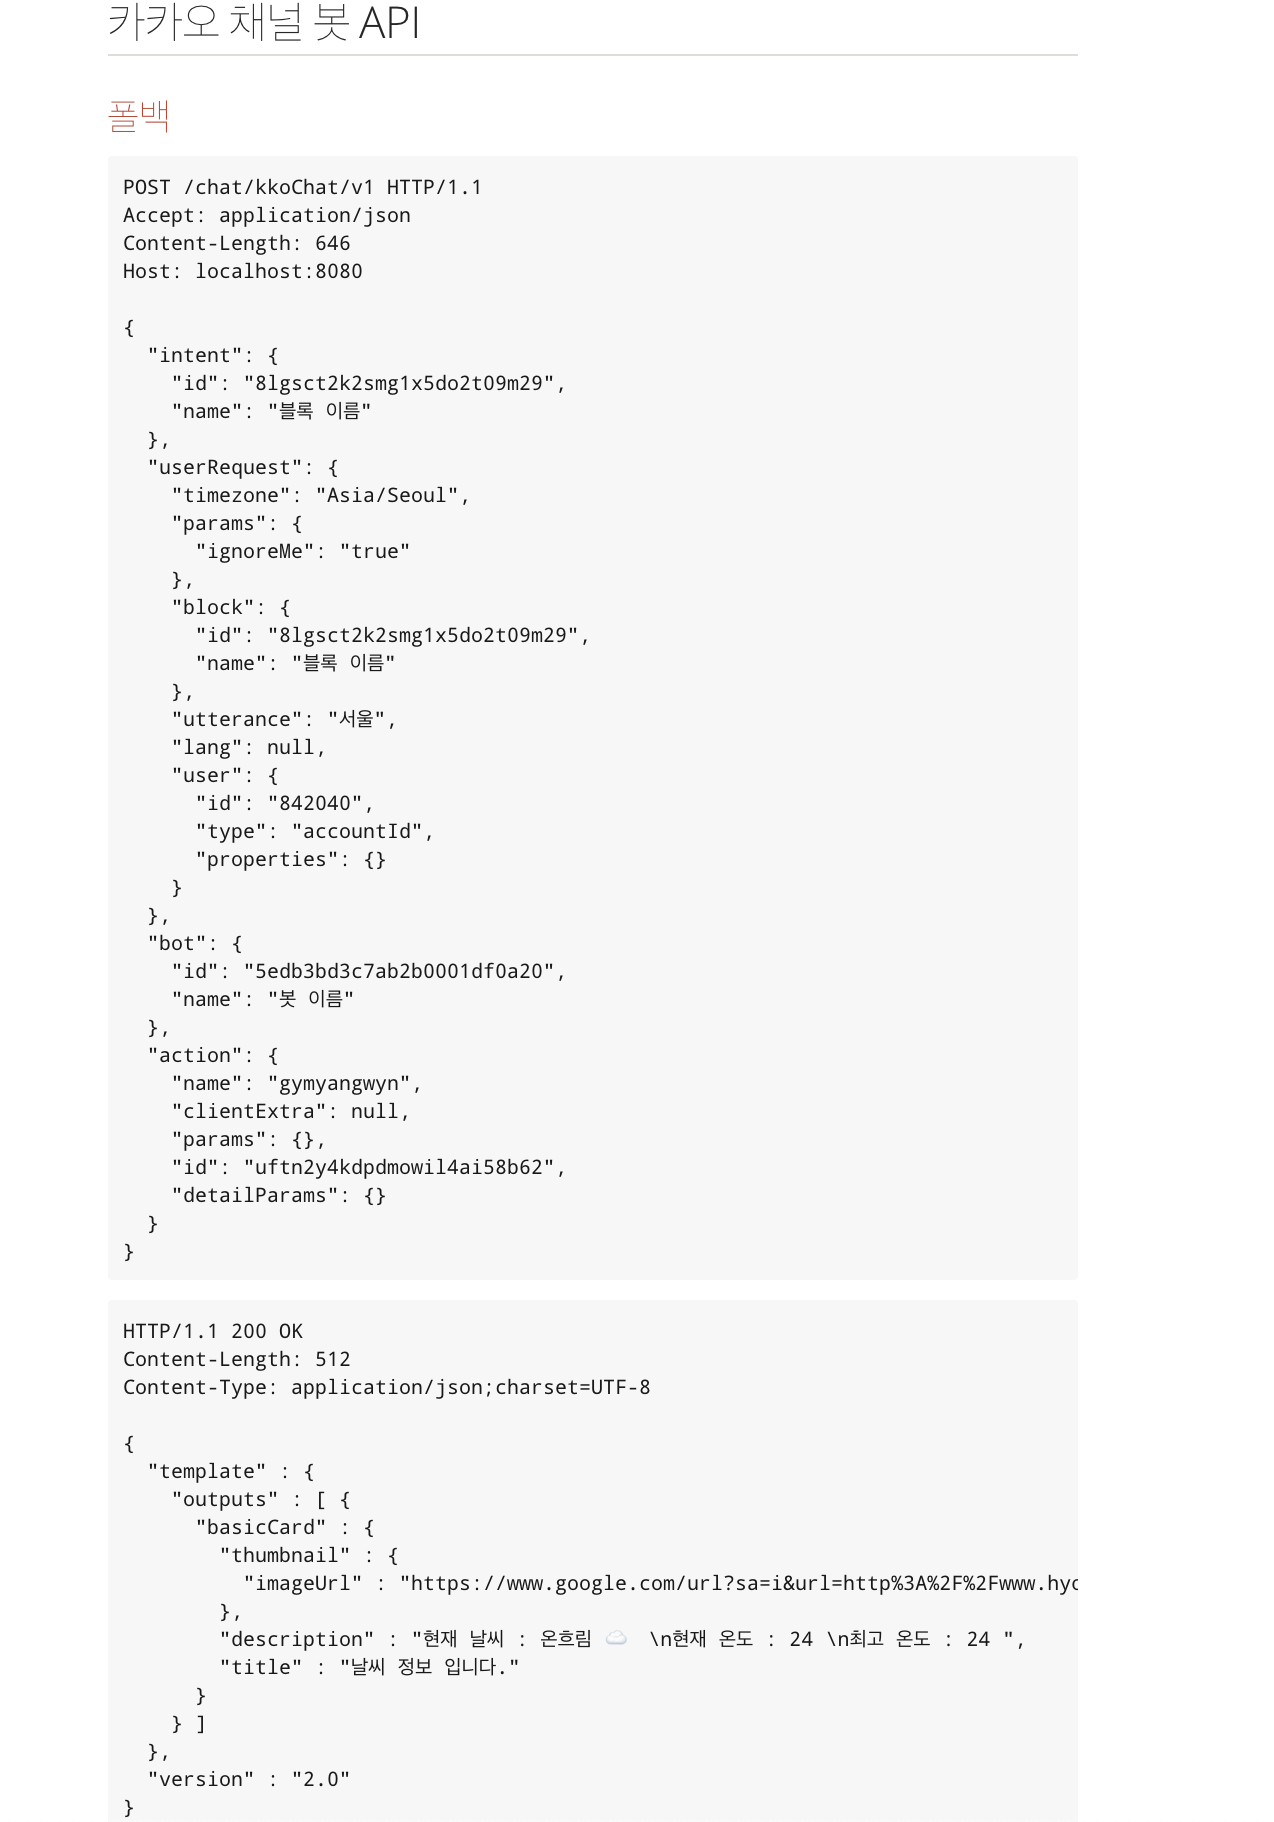 카카오 채널 봇 API
폴백
POST /chat/kkoChat/v1 HTTP/1.1
Accept: application/json
Content-Length: 646
Host: localhost:8080
{
  "intent": {
    "id": "8lgsct2k2smg1x5do2t09m29",
    "name": "블록 이름"
  },
  "userRequest": {
    "timezone": "Asia/Seoul",
    "params": {
      "ignoreMe": "true"
    },
    "block": {
      "id": "8lgsct2k2smg1x5do2t09m29",
      "name": "블록 이름"
    },
    "utterance": "서울",
    "lang": null,
    "user": {
      "id": "842040",
      "type": "accountId",
      "properties": {}
    }
  },
  "bot": {
    "id": "5edb3bd3c7ab2b0001df0a20",
    "name": "봇 이름"
  },
  "action": {
    "name": "gymyangwyn",
    "clientExtra": null,
    "params": {},
    "id": "uftn2y4kdpdmowil4ai58b62",
    "detailParams": {}
  }
}
HTTP/1.1 200 OK
Content-Length: 512
Content-Type: application/json;charset=UTF-8
{
  "template" : {
    "outputs" : [ {
      "basicCard" : {
        "thumbnail" : {
          "imageUrl" : "https://www.google.com/url?sa=i&url=http%3A%2F%2Fwww.hyc
        },
        "description" : "현재 날씨 : 온흐림 ☁️  \n현재 온도 : 24 \n최고 온도 : 24 ",
        "title" : "날씨 정보 입니다."
      }
    } ]
  },
  "version" : "2.0"
}